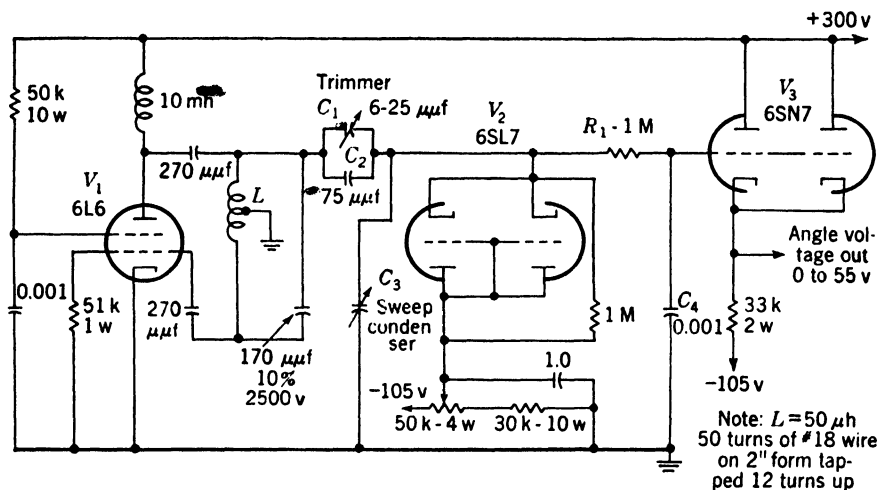 +300 v
50 k
10 w
10 mh
Trimmer
C₁ 6-25 μμf
C₂
75 μμf
270 μμf
V₁
6L6
L
V₂
6SL7
R₁ - 1 M
V₃
6SN7
0.001
51 k
1 w
270
μμf
170 μμf
10%
2500 v
C₃
Sweep
conden
ser
1 M
C₄
0.001
Angle vol-
tage out
0 to 55 v
33 k
2 w
-105 v
1.0
-105 v
50 k - 4 w
30 k - 10 w
Note: L = 50 μh
50 turns of #18 wire
on 2" form tap-
ped 12 turns up